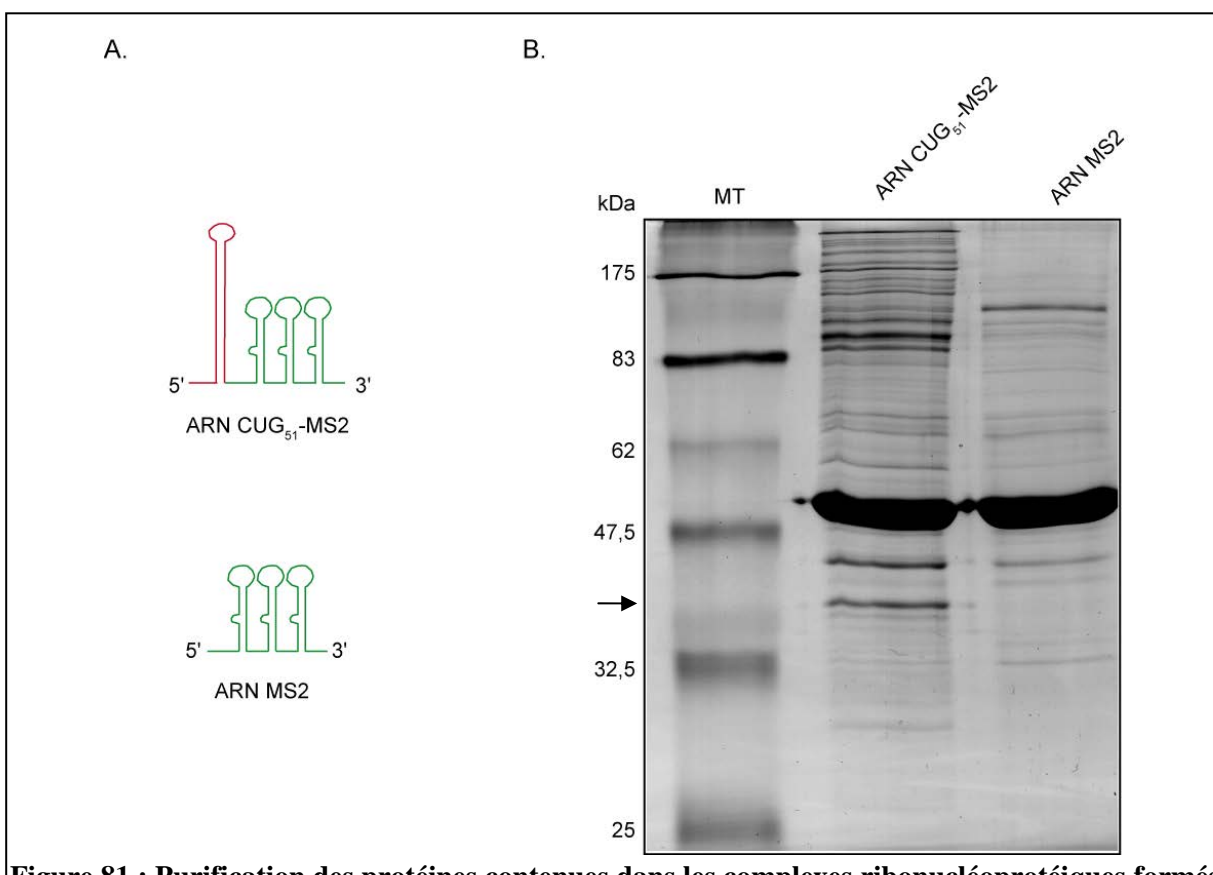 A.
B.
kDa
MT
ARN CUG51-MS2
ARN MS2
175
83
62
47,5
32,5
25
5' 3'
ARN CUG51-MS2
5' 3'
ARN MS2
Figure 81 : Purification des protéines contenues dans les complexes ribonucléoprotéiques formés